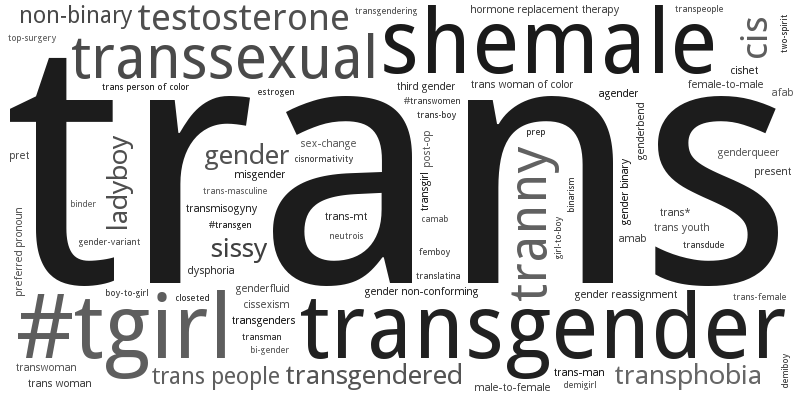 non-binary
testosterone
transgendering
hormone replacement therapy
transpeople
top-surgery
transsexual
shemale
cis
two-spirit
cishet
trans person of color
estrogen
third gender
trans woman of color
female-to-male
#transwomen
agender
afab
trans-boy
trans
pret
ladyboy
gender
sex-change
cisnormativity
misgender
post-op
prep
genderbend
genderqueer
present
trans-masculine
transgirl
tranny
binarism
gender binary
binder
transmisogyny
#transgen
trans-mt
camab
trans*
trans youth
preferred pronoun
gender-variant
sissy
neutrois
femboy
girl-to-boy
amab
transdude
dysphoria
translatina
boy-to-girl
closeted
genderfluid
cissexism
gender non-conforming
gender reassignment
trans-female
#tgirl
transgenders
transman
bi-gender
transgender
transwoman
trans woman
trans people
transgendered
male-to-female
trans-man
demigirl
transphobia
demiboy